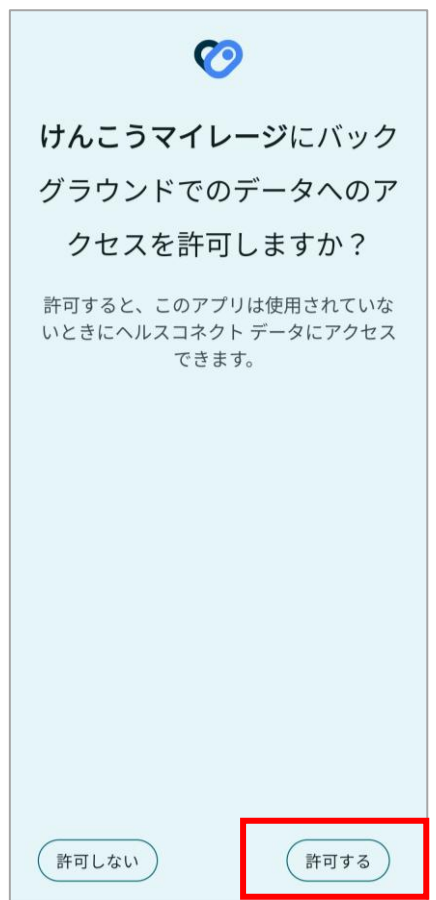 けんこうマイレージにバック
グラウンドでのデータへのア
クセスを許可しますか？
許可すると、このアプリは使用されていな
いときにヘルスコネクト データにアクセス
できます。
許可しない
許可する